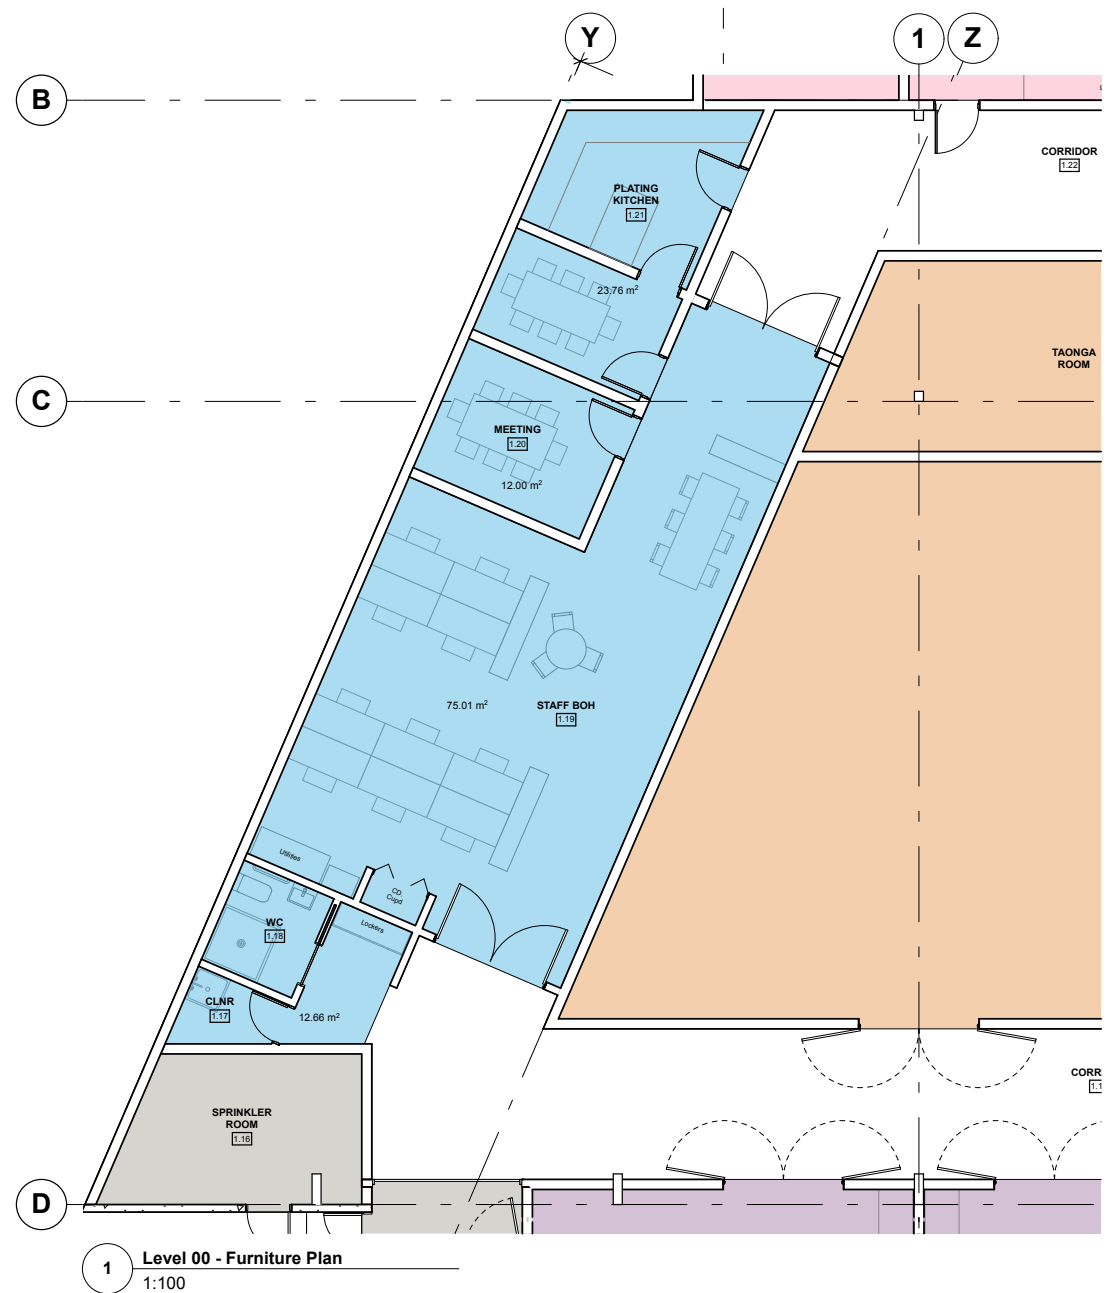 Y
1
Z
B
CORRIDOR
1.22
PLATING
KITCHEN
1.21
23.76 m²
TAONGA
ROOM
C
MEETING
1.20
12.00 m²
75.01 m²
STAFF BOH
1.19
Utilities
CD.
Cupd
WC
1.18
Lockers
CLNR
1.17
12.66 m²
CORR
1.1
SPRINKLER
ROOM
1.16
D
1
Level 00 - Furniture Plan
1:100